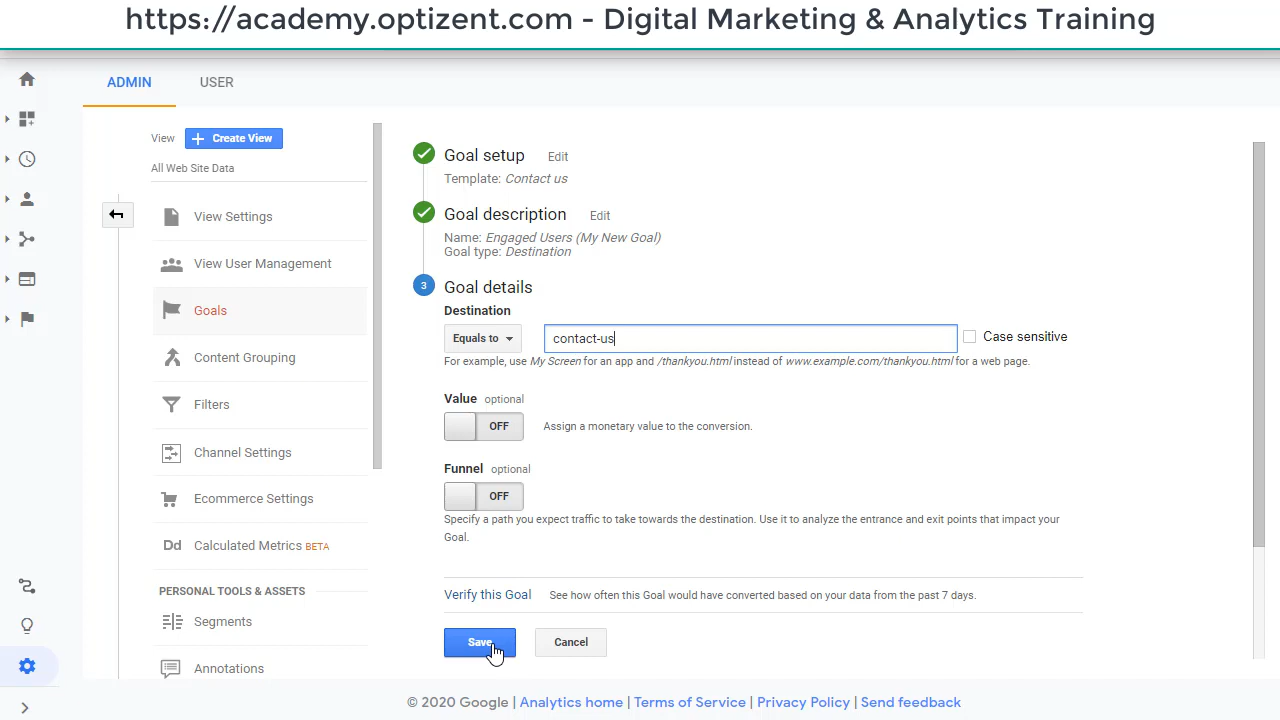 https://academy.optizent.com - Digital Marketing & Analytics Training
ADMIN USER
View + Create View
All Web Site Data
View Settings
View User Management
Goals
Content Grouping
Filters
Channel Settings
Ecommerce Settings
Dd Calculated Metrics BETA
PERSONAL TOOLS & ASSETS
Segments
Annotations
Goal setup Edit
Template: Contact us
Goal description Edit
Name: Engaged Users (My New Goal)
Goal type: Destination
3 Goal details
Destination
Equals to contact-us Case sensitive
For example, use My Screen for an app and /thankyou.html instead of www.example.com/thankyou.html for a web page.
Value optional
OFF Assign a monetary value to the conversion.
Funnel optional
OFF
Specify a path you expect traffic to take towards the destination. Use it to analyze the entrance and exit points that impact your
Goal.
Verify this Goal See how often this Goal would have converted based on your data from the past 7 days.
Save Cancel
© 2020 Google | Analytics home | Terms of Service | Privacy Policy | Send feedback